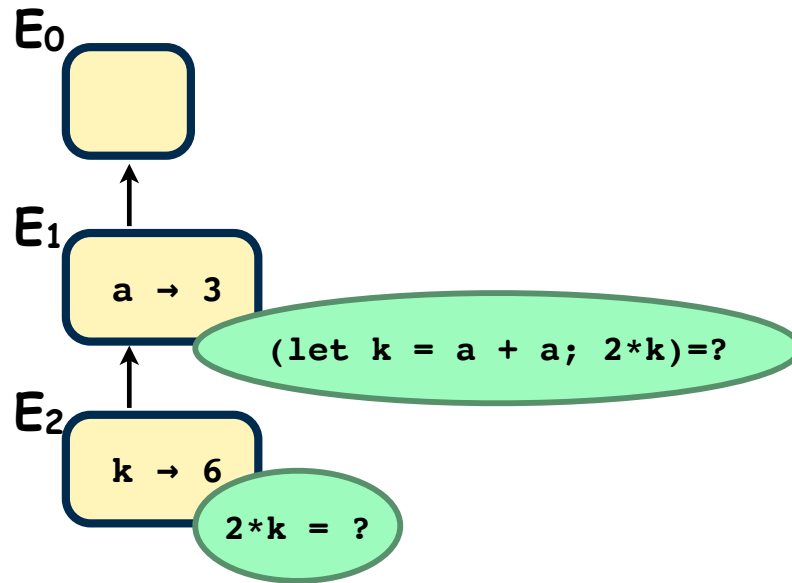 E₀
E₁
a → 3
(let k = a + a; 2*k)=?
E₂
k → 6
2*k = ?